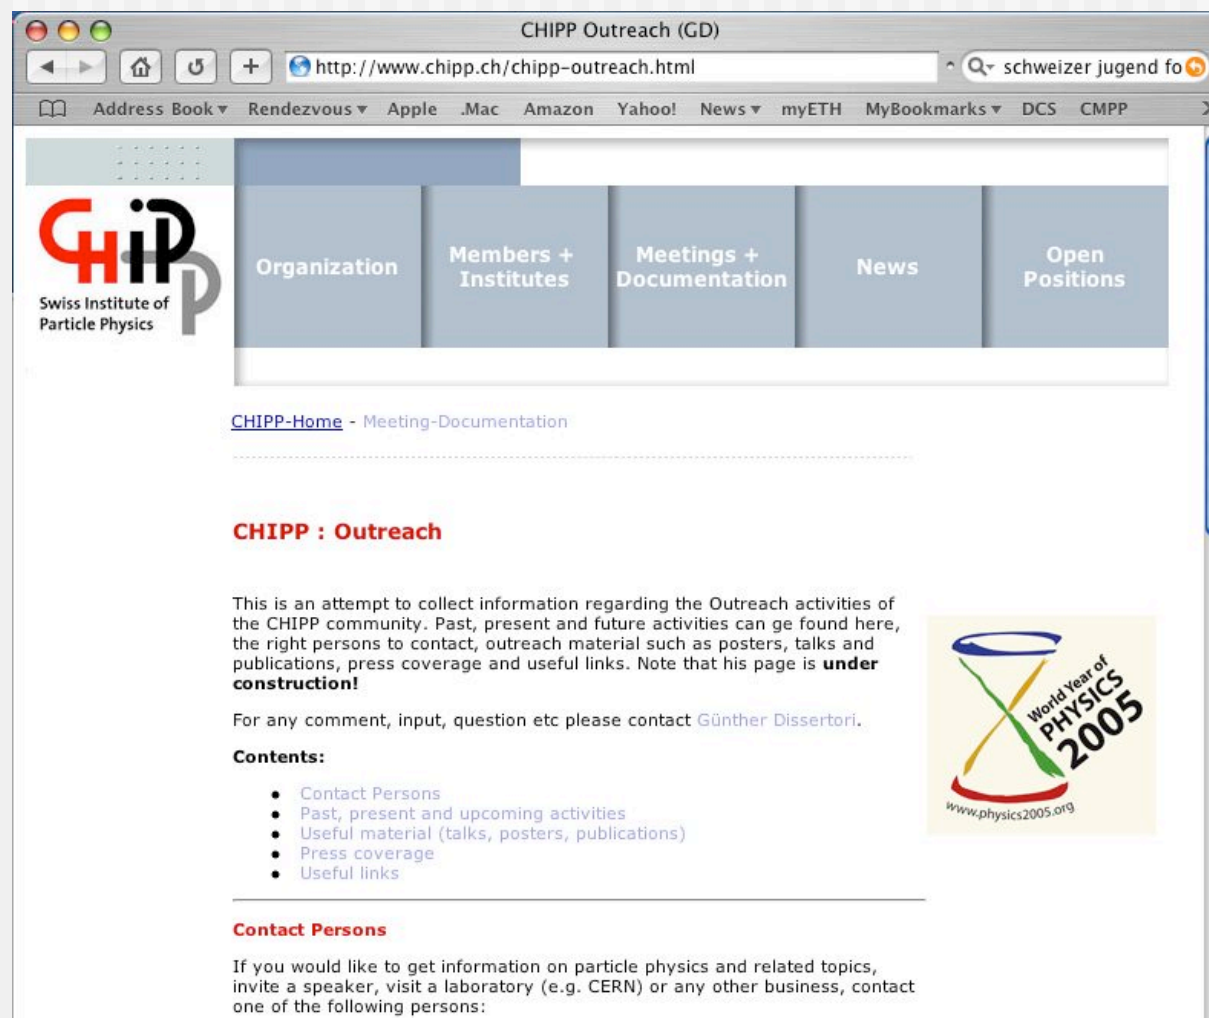 CHIPP Outreach (GD)
http://www.chipp.ch/chipp-outreach.html
schweizer jugend fo
Address Book Rendezvous Apple .Mac Amazon Yahoo! News myETH MyBookmarks DCS CMPP
CHiPP
Swiss Institute of
Particle Physics
Organization
Members +
Institutes
Meetings +
Documentation
News
Open
Positions
CHIPP-Home - Meeting-Documentation
CHIPP : Outreach
This is an attempt to collect information regarding the Outreach activities of
the CHIPP community. Past, present and future activities can ge found here,
the right persons to contact, outreach material such as posters, talks and
publications, press coverage and useful links. Note that his page is under
construction!
For any comment, input, question etc please contact Günther Dissertori.
World Year of
PHYSICS
2005
www.physics2005.org
Contents:
Contact Persons
Past, present and upcoming activities
Useful material (talks, posters, publications)
Press coverage
Useful links
Contact Persons
If you would like to get information on particle physics and related topics,
invite a speaker, visit a laboratory (e.g. CERN) or any other business, contact
one of the following persons: